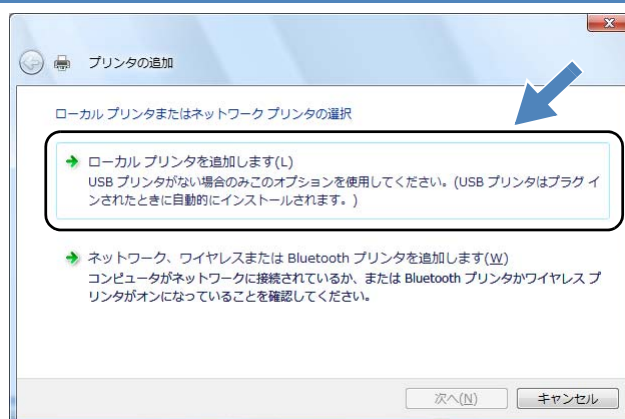 プリンタの追加
ローカル プリンタまたはネットワーク プリンタの選択
ローカル プリンタを追加します(L)
USB プリンタがない場合のみこのオプションを使用してください。(USB プリンタはプラグ イ
ンされたときに自動的にインストールされます。)
ネットワーク、ワイヤレスまたは Bluetooth プリンタを追加します(W)
コンピュータがネットワークに接続されているか、または Bluetooth プリンタかワイヤレス プ
リンタがオンになっていることを確認してください。
次へ(N) キャンセル